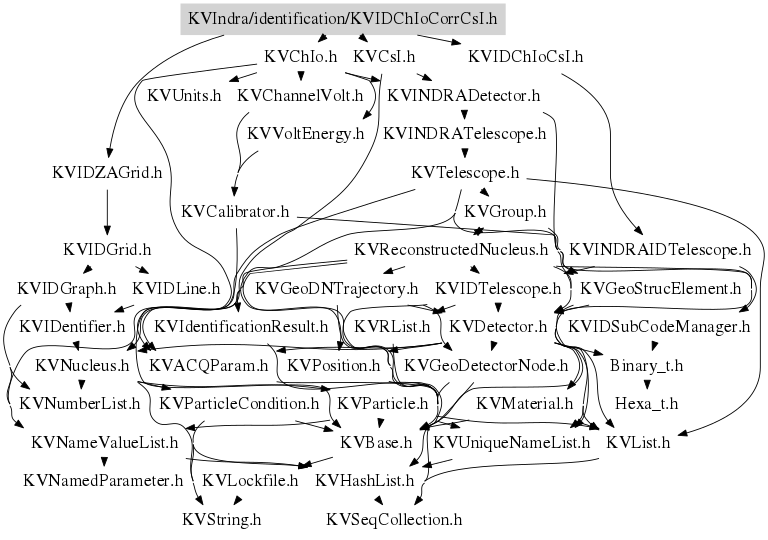 KVIndra/identification/KVIDChIoCorrCsI.h
KVChIo.h KVCsI.h KVIDChIoCsI.h
KVUnits.h KVChannelVolt.h KVINDRADetector.h
KVVoltEnergy.h KVINDRATelescope.h
KVIDZAGrid.h KVTelescope.h
KVCalibrator.h KVGroup.h
KVIDGrid.h KVReconstructedNucleus.h KVINDRAIDTelescope.h
KVIDGraph.h KVIDLine.h KVGeoDNTrajectory.h KVIDTelescope.h KVGeoStrucElement.h
KVIDentifier.h KVIdentificationResult.h KVRList.h KVDetector.h KVIDSubCodeManager.h
KVNucleus.h KVACQParam.h KVPosition.h KVGeoDetectorNode.h Binary_t.h
KVNumberList.h KVParticleCondition.h KVParticle.h KVMaterial.h Hexa_t.h
KVNameValueList.h KVBase.h KVUniqueNameList.h KVList.h
KVNamedParameter.h KVLockfile.h KVHashList.h
KVString.h KVSeqCollection.h